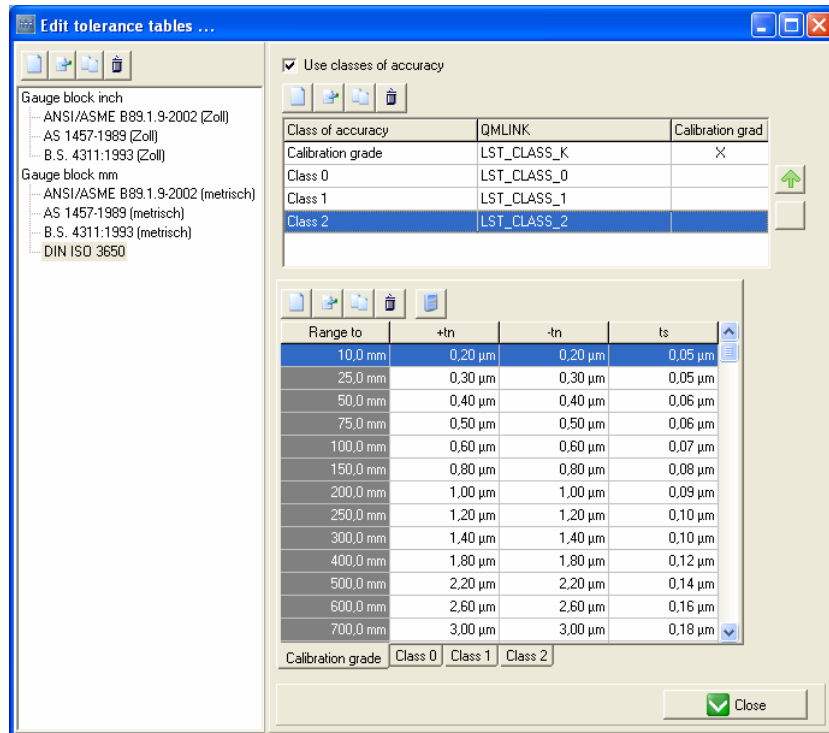 Edit tolerance tables ...
Gauge block inch
ANSI/ASME B89.1.9-2002 (Zoll)
AS 1457-1989 (Zoll)
B.S. 4311:1993 (Zoll)
Gauge block mm
ANSI/ASME B89.1.9-2002 (metrisch)
AS 1457-1989 (metrisch)
B.S. 4311:1993 (metrisch)
DIN ISO 3650
Use classes of accuracy
Class of accuracy QMLINK Calibration grad
Calibration grade LST_CLASS_K X
Class 0 LST_CLASS_0
Class 1 LST_CLASS_1
Class 2 LST_CLASS_2
Range to +tn -tn ts
10,0 mm 0,20 µm 0,20 µm 0,05 µm
25,0 mm 0,30 µm 0,30 µm 0,05 µm
50,0 mm 0,40 µm 0,40 µm 0,06 µm
75,0 mm 0,50 µm 0,50 µm 0,06 µm
100,0 mm 0,60 µm 0,60 µm 0,07 µm
150,0 mm 0,80 µm 0,80 µm 0,08 µm
200,0 mm 1,00 µm 1,00 µm 0,09 µm
250,0 mm 1,20 µm 1,20 µm 0,10 µm
300,0 mm 1,40 µm 1,40 µm 0,10 µm
400,0 mm 1,80 µm 1,80 µm 0,12 µm
500,0 mm 2,20 µm 2,20 µm 0,14 µm
600,0 mm 2,60 µm 2,60 µm 0,16 µm
700,0 mm 3,00 µm 3,00 µm 0,18 µm
Calibration grade Class 0 Class 1 Class 2
Close